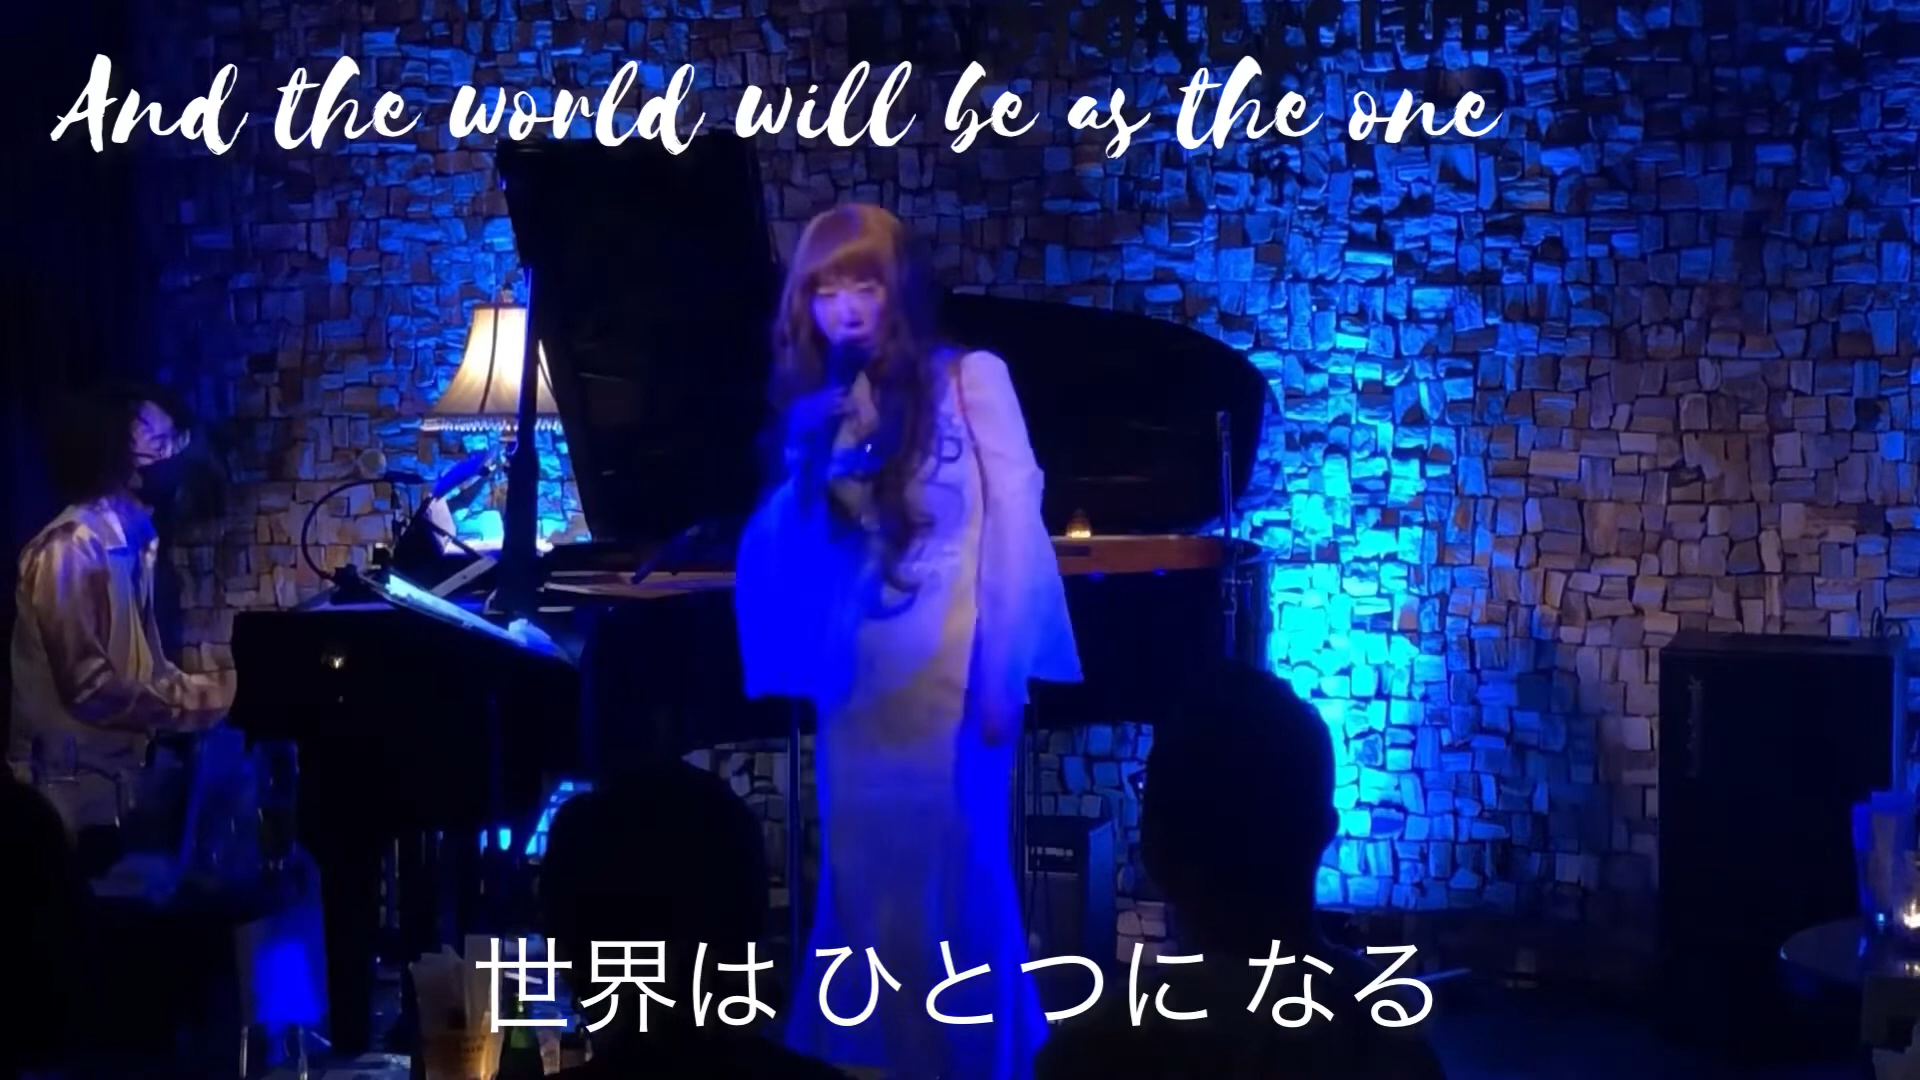 And the world will be as the one
世界は ひとつに なる